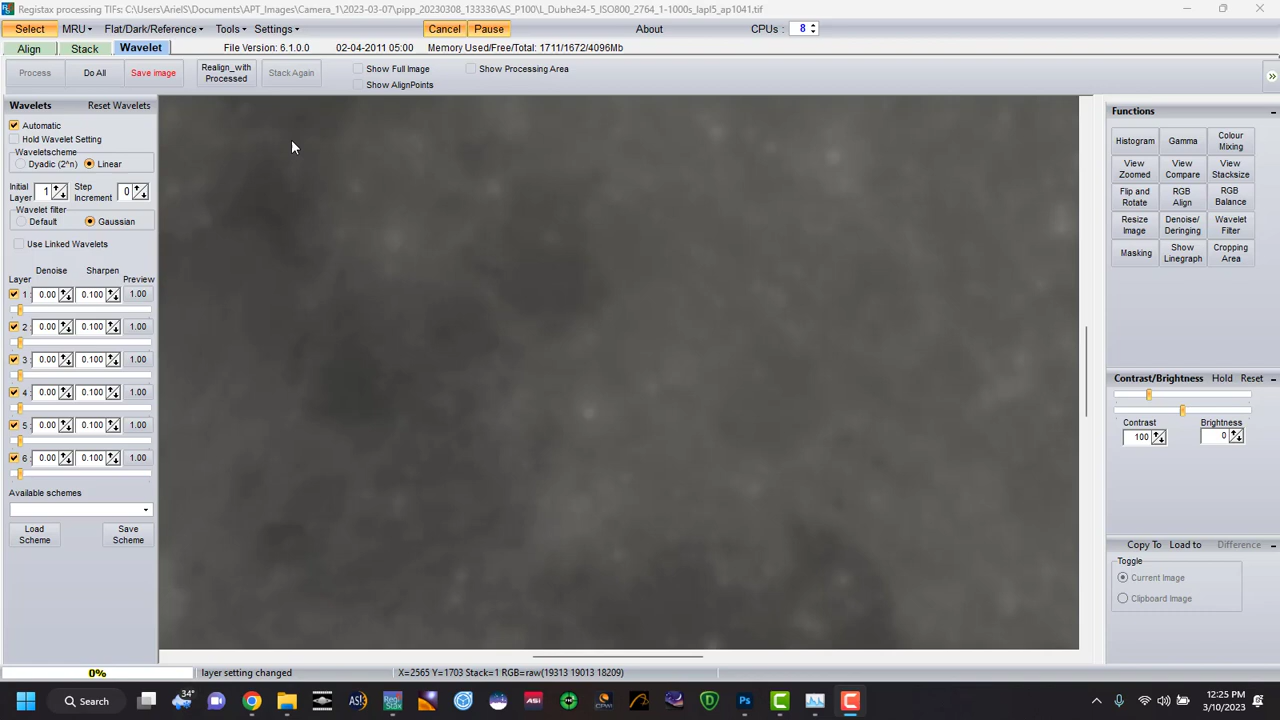 Registax processing TIFs: C:\Users\ArielS\Documents\APT_Images\Camera_1\2023-03-07\pipp_20230308_133336\AS_P100\L_Dubhe34-5_ISO800_2764_1-1000s_lapl5_ap1041.tif
Select MRU Flat/Dark/Reference Tools Settings Cancel Pause About CPUs : 8
Align Stack Wavelet File Version: 6.1.0.0 02-04-2011 05:00 Memory Used/Free/Total: 1711/1672/4096Mb
Process Do All Save image Realign_with Processed Stack Again Show Full Image Show Processing Area
Show AlignPoints
Wavelets Reset Wavelets
Automatic
Hold Wavelet Setting
Waveletscheme
Dyadic (2^n) Linear
Initial Layer 1 Step Increment 0
Wavelet filter
Default Gaussian
Use Linked Wavelets
Denoise Sharpen
Layer Preview
1 : 0.00 0.100 1.00
2 : 0.00 0.100 1.00
3 : 0.00 0.100 1.00
4 : 0.00 0.100 1.00
5 : 0.00 0.100 1.00
6 : 0.00 0.100 1.00
Available schemes
Load Scheme Save Scheme
Functions
Histogram Gamma Colour Mixing
View Zoomed View Compare View Stacksize
Flip and Rotate RGB Align RGB Balance
Resize Image Denoise/ Deringing Wavelet Filter
Masking Show Linegraph Cropping Area
Contrast/Brightness Hold Reset
Contrast Brightness
100 0
Copy To Load to Difference
Toggle
Current Image
Clipboard Image
0% layer setting changed X=2565 Y=1703 Stack=1 RGB=raw(19313 19013 18209)
Search 34° 12:25 PM
3/10/2023